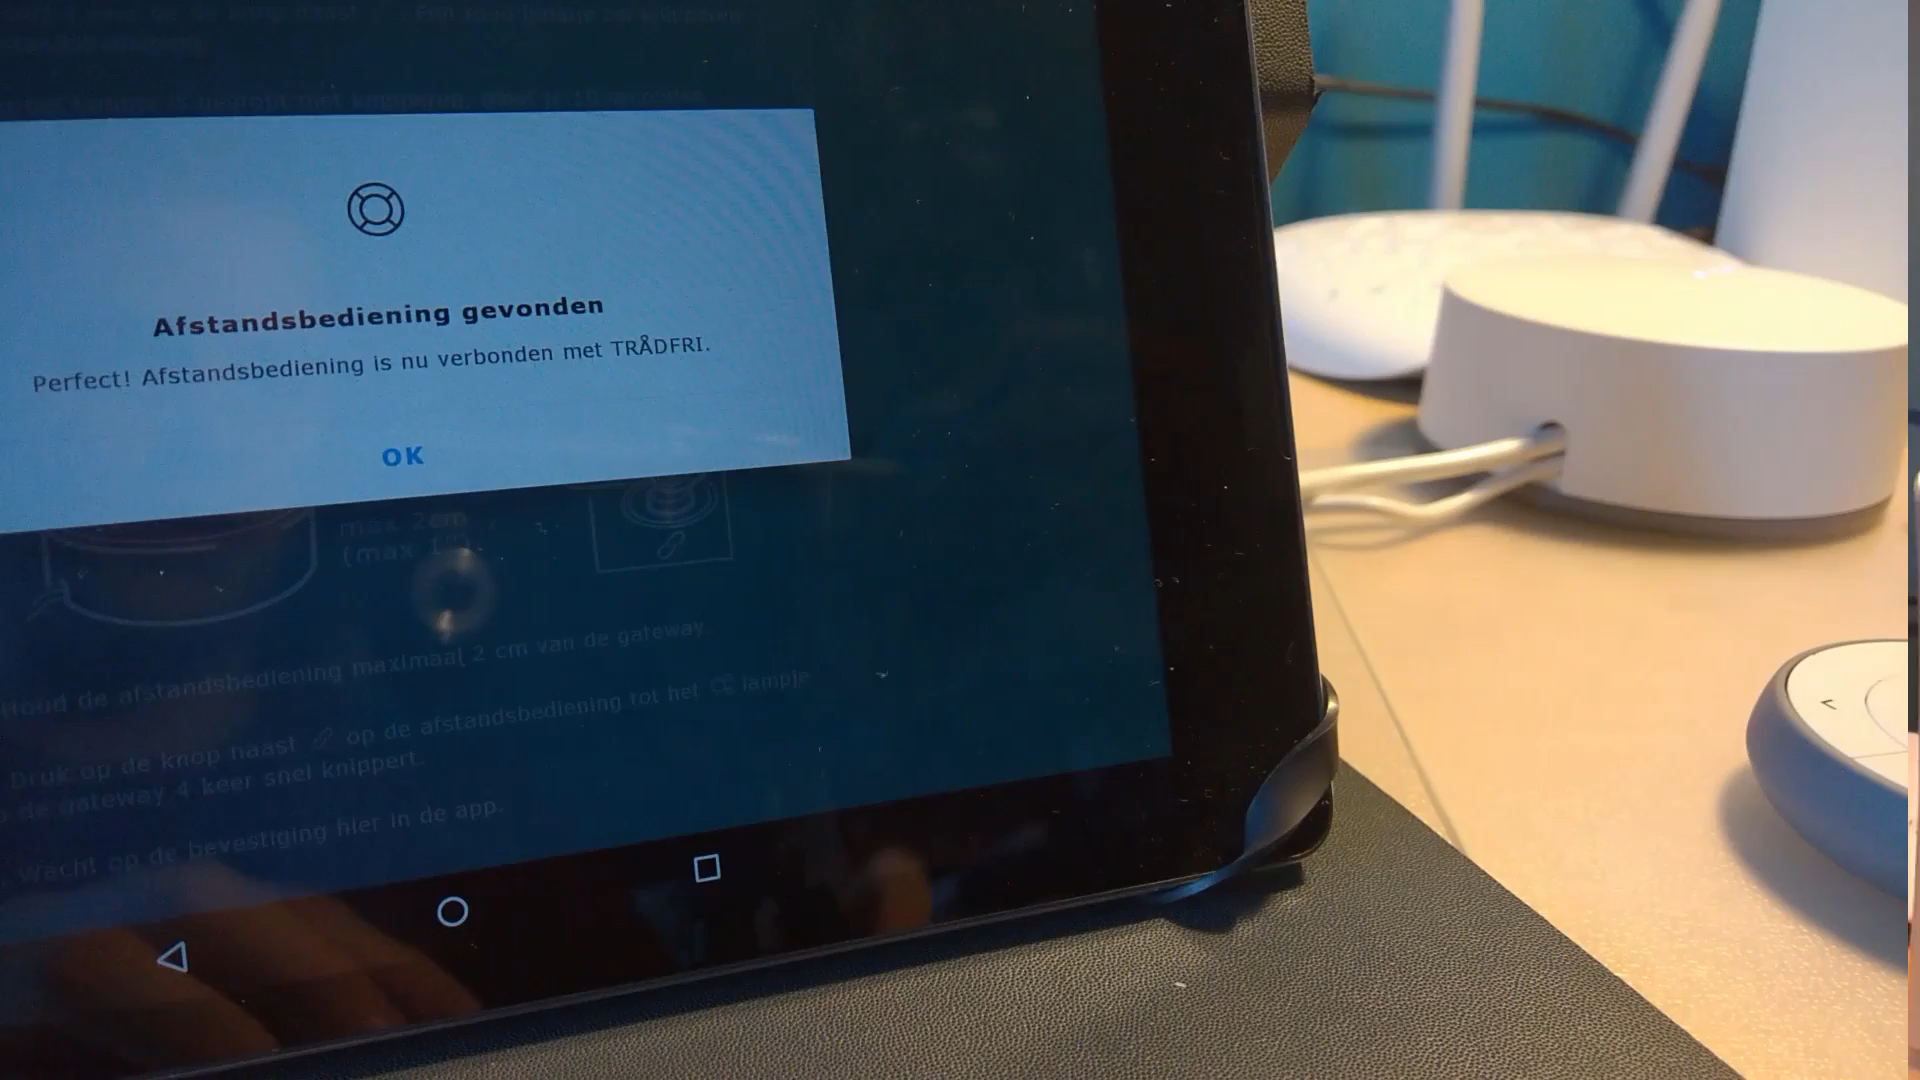 Afstandsbediening gevonden
Perfect! Afstandsbediening is nu verbonden met TRÅDFRI.
OK
max 2cm
(max 1
Houd de afstandsbediening maximaal 2 cm van de gateway.
Druk op de knop naast op de afstandsbediening tot het lampje
de gateway 4 keer snel knippert.
Wacht op de bevestiging hier in de app.